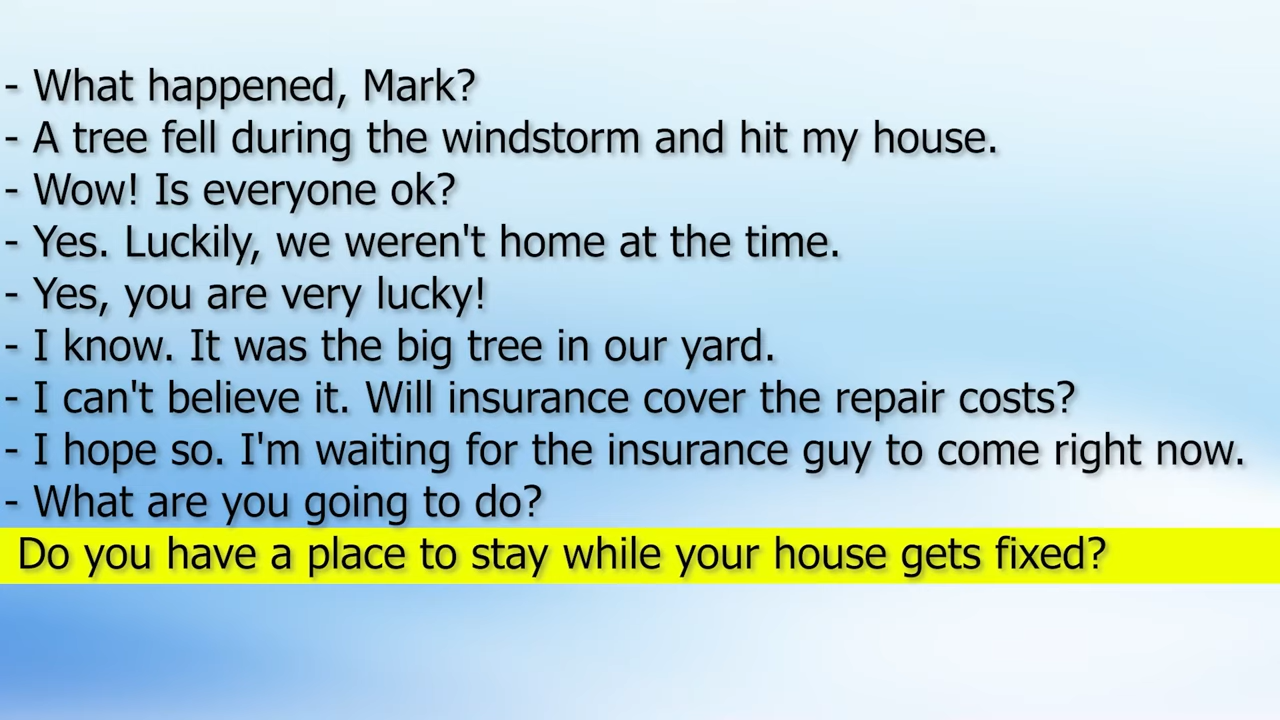 - What happened, Mark?
- A tree fell during the windstorm and hit my house.
- Wow! Is everyone ok?
- Yes. Luckily, we weren't home at the time.
- Yes, you are very lucky!
- I know. It was the big tree in our yard.
- I can't believe it. Will insurance cover the repair costs?
- I hope so. I'm waiting for the insurance guy to come right now.
- What are you going to do?
Do you have a place to stay while your house gets fixed?